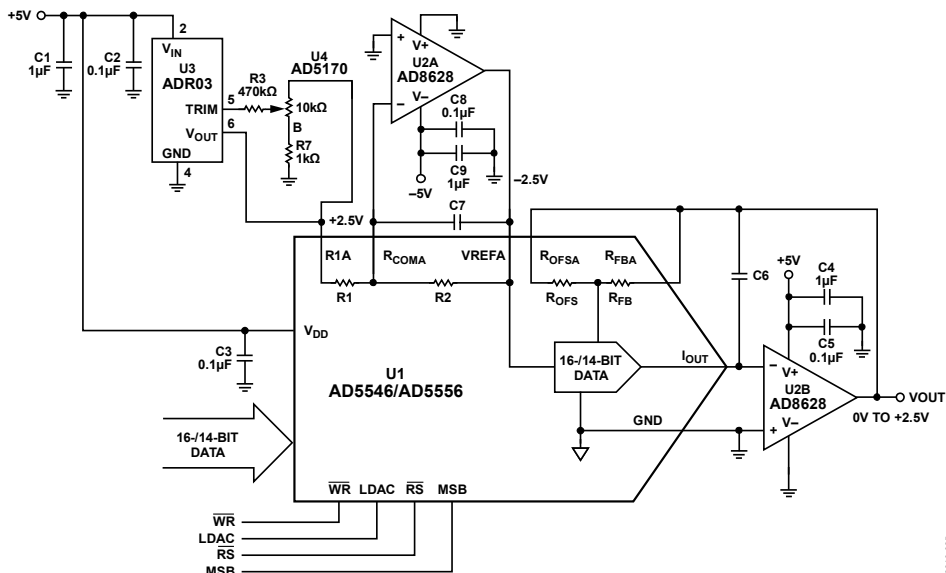 +5V
C1
1µF
C2
0.1µF
2
VIN
U3
ADR03
TRIM
5
VOUT
6
GND
4
R3
470kΩ
U4
AD5170
10kΩ
B
R7
1kΩ
+
V+
U2A
AD8628
–
V–
C8
0.1µF
C9
1µF
–5V
–2.5V
C7
+2.5V
R1A
RCOMA
VREFA
ROFSA
RFBA
R1
R2
ROFS
RFB
C6
+5V
C4
1µF
C5
0.1µF
VDD
C3
0.1µF
U1
AD5546/AD5556
16-/14-BIT
DATA
IOUT
–
V+
U2B
AD8628
+
V–
VOUT
0V TO +2.5V
GND
16-/14-BIT
DATA
WR LDAC RS MSB
WR
LDAC
RS
MSB